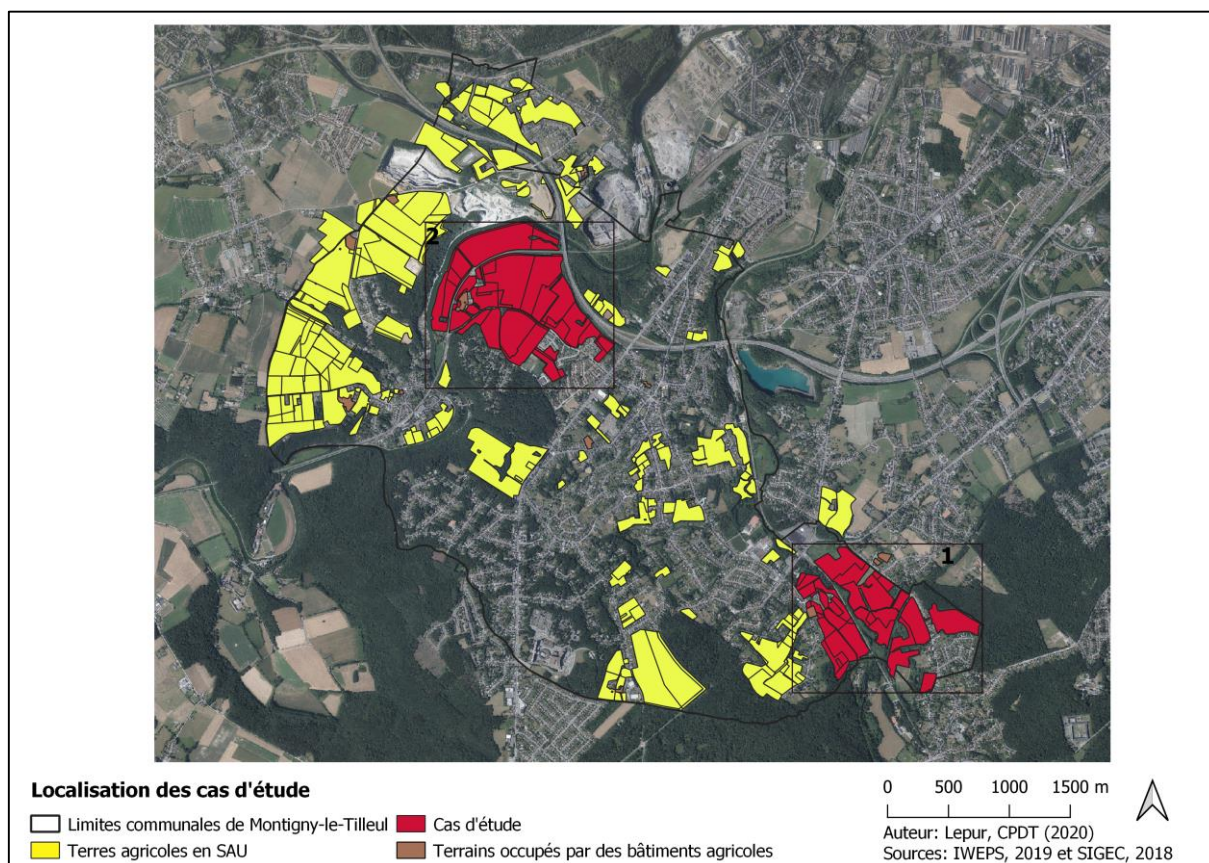 2
1
Localisation des cas d'étude
Limites communales de Montigny-le-Tilleul
Cas d'étude
Terres agricoles en SAU
Terrains occupés par des bâtiments agricoles
0 500 1000 1500 m
Auteur: Lepur, CPDT (2020)
Sources: IWEPS, 2019 et SIGEC, 2018